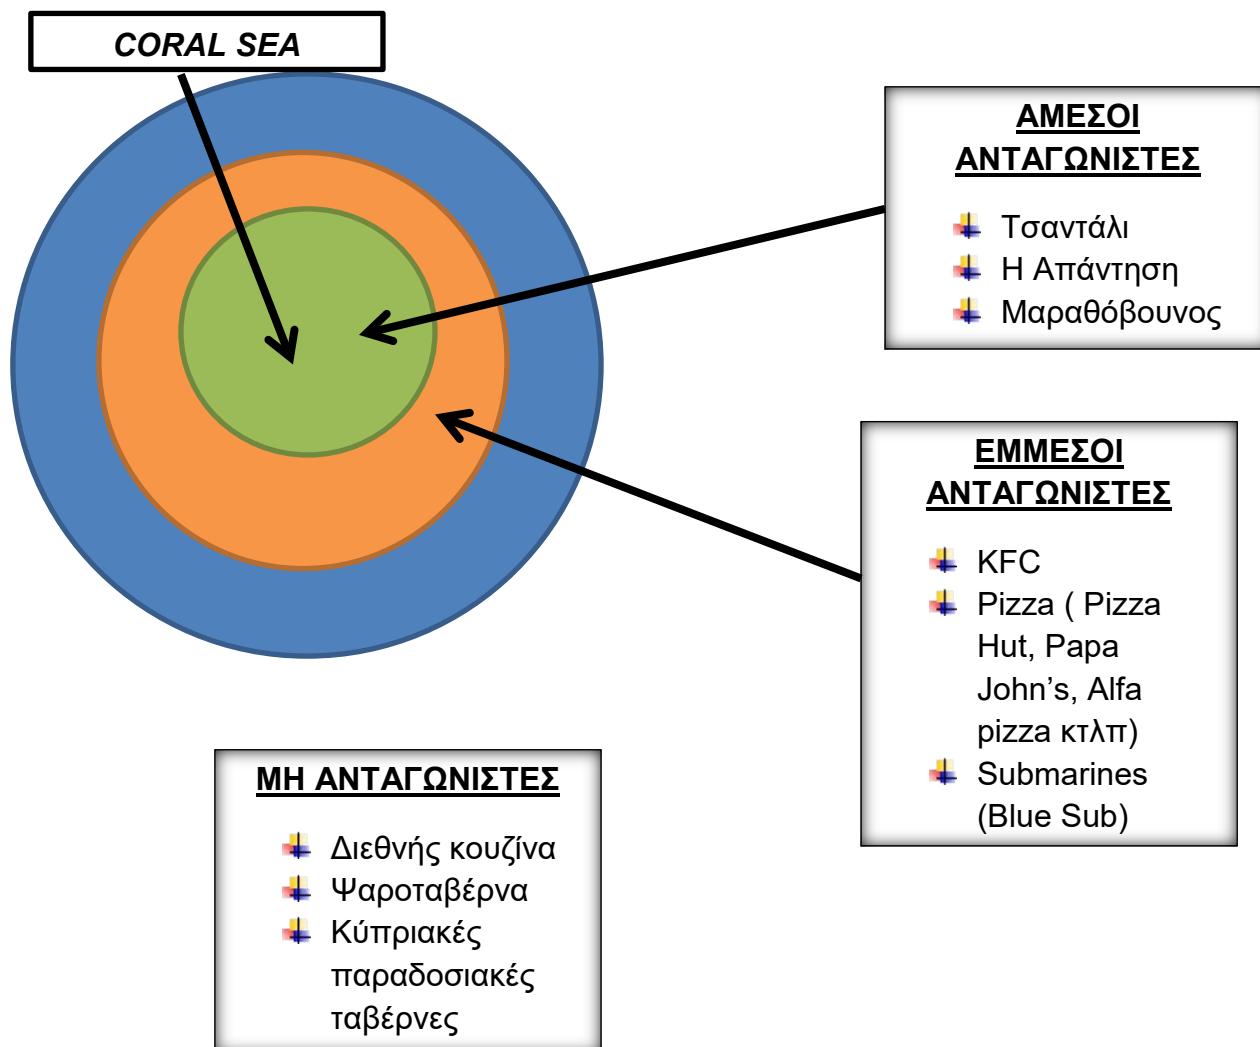 CORAL SEA
ΑΜΕΣΟΙ
ΑΝΤΑΓΩΝΙΣΤΕΣ
Τσαντάλι
Η Απάντηση
Μαραθόβουνος
ΕΜΜΕΣΟΙ
ΑΝΤΑΓΩΝΙΣΤΕΣ
KFC
Pizza ( Pizza
Hut, Papa
John’s, Alfa
pizza κτλπ)
Submarines
(Blue Sub)
ΜΗ ΑΝΤΑΓΩΝΙΣΤΕΣ
Διεθνής κουζίνα
Ψαροταβέρνα
Κύπριακές
παραδοσιακές
ταβέρνες